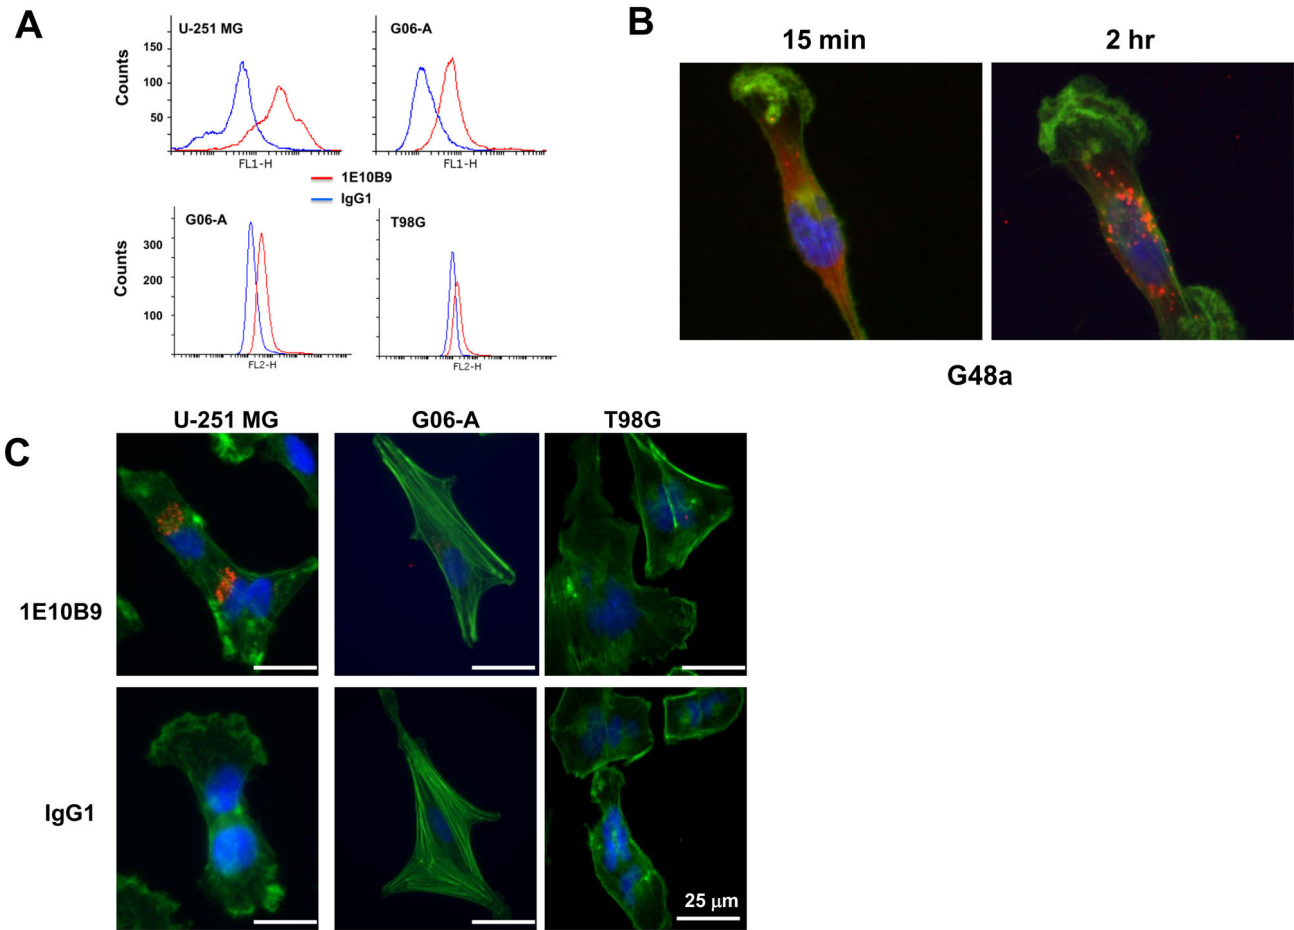 A
U-251 MG
G06-A
Counts
150
100
50
FL1-H
FL1-H
1E10B9
IgG1
G06-A
T98G
Counts
300
200
100
FL2-H
FL2-H
B
15 min
2 hr
G48a
C
U-251 MG
G06-A
T98G
1E10B9
IgG1
25 μm